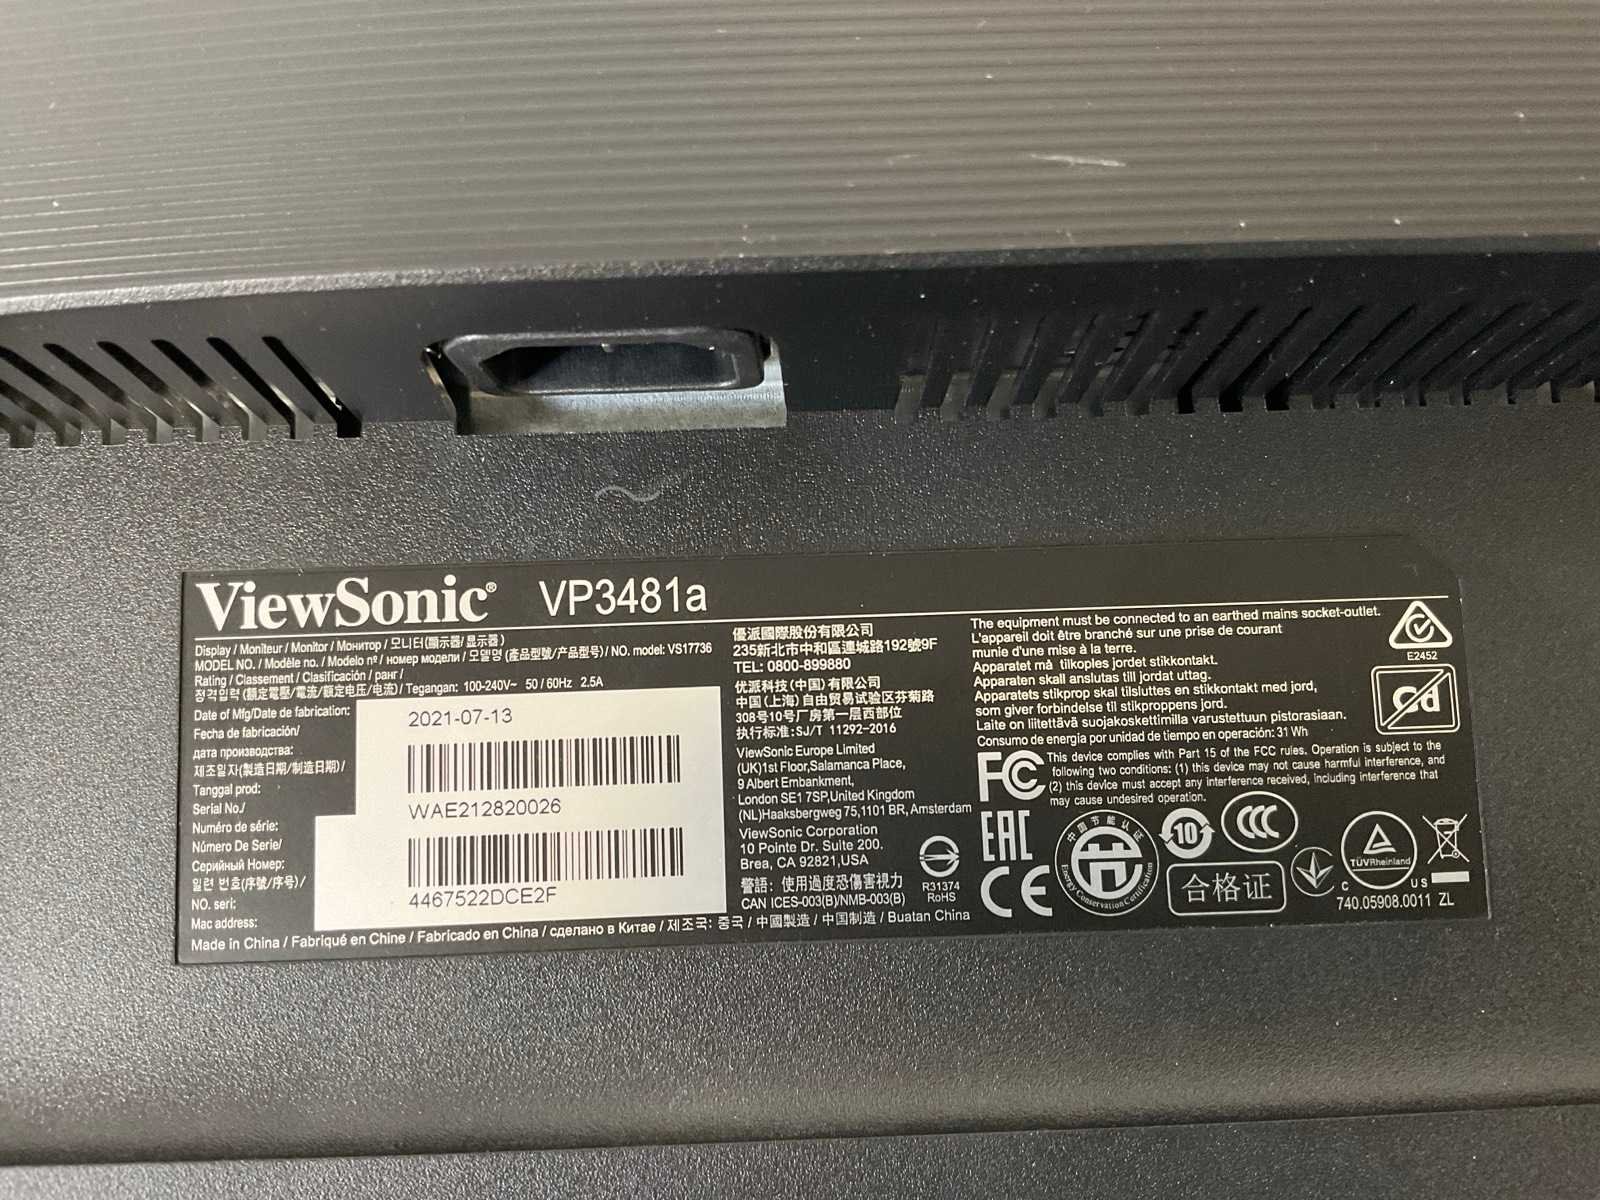 ViewSonic® VP3481a
Display / Moniteur / Monitor / Монитор / 모니터(顯示器/显示器)
MODEL NO. / Modèle no. / Modelo nº / номер модели / 모델명 (產品型號/产品型号) / NO. model: VS17736
Rating / Classement / Clasificación / ранг /
정격입력 (額定電壓/電流/额定电压/电流) / Tegangan: 100-240V~ 50 / 60Hz 2.5A
Date of Mfg/Date de fabrication:
Fecha de fabricación/
дата производства:
제조일자(製造日期/制造日期) /
Tanggal prod:
2021-07-13
Serial No./
Numéro de série:
Número De Serie/
Серийный Номер:
일련 번호(序號/序号) /
NO. seri:
WAE212820026
Mac address:
4467522DCE2F
Made in China / Fabriqué en Chine / Fabricado en China / сделано в Китае / 제조국: 중국 / 中國製造 / 中国制造 / Buatan China
優派國際股份有限公司
235新北市中和區連城路192號9F
TEL: 0800-899880
优派科技(中国)有限公司
中国(上海)自由贸易试验区芬菊路
308号10号厂房第一层西部位
执行标准:SJ/T 11292-2016
ViewSonic Europe Limited
(UK)1st Floor,Salamanca Place,
9 Albert Embankment,
London SE1 7SP,United Kingdom
(NL)Haaksbergweg 75,1101 BR, Amsterdam
ViewSonic Corporation
10 Pointe Dr. Suite 200.
Brea, CA 92821,USA
警語: 使用過度恐傷害視力
CAN ICES-003(B)/NMB-003(B)
R31374
RoHS
The equipment must be connected to an earthed mains socket-outlet.
L'appareil doit être branché sur une prise de courant
munie d'une mise à la terre.
Apparatet må tilkoples jordet stikkontakt.
Apparaten skall anslutas till jordat uttag.
Apparatets stikprop skal tilsluttes en stikkontakt med jord,
som giver forbindelse til stikproppens jord.
Laite on liitettävä suojakoskettimilla varustettuun pistorasiaan.
Consumo de energía por unidad de tiempo en operación: 31 Wh
E2452
Cd
FC
This device complies with Part 15 of the FCC rules. Operation is subject to the
following two conditions: (1) this device may not cause harmful interference, and
(2) this device must accept any interference received, including interference that
may cause undesired operation.
EAC
CE
中国节能认证
Energy Conservation Certification
10
CCC
合格证
TÜVRheinland
C US
740.05908.0011 ZL